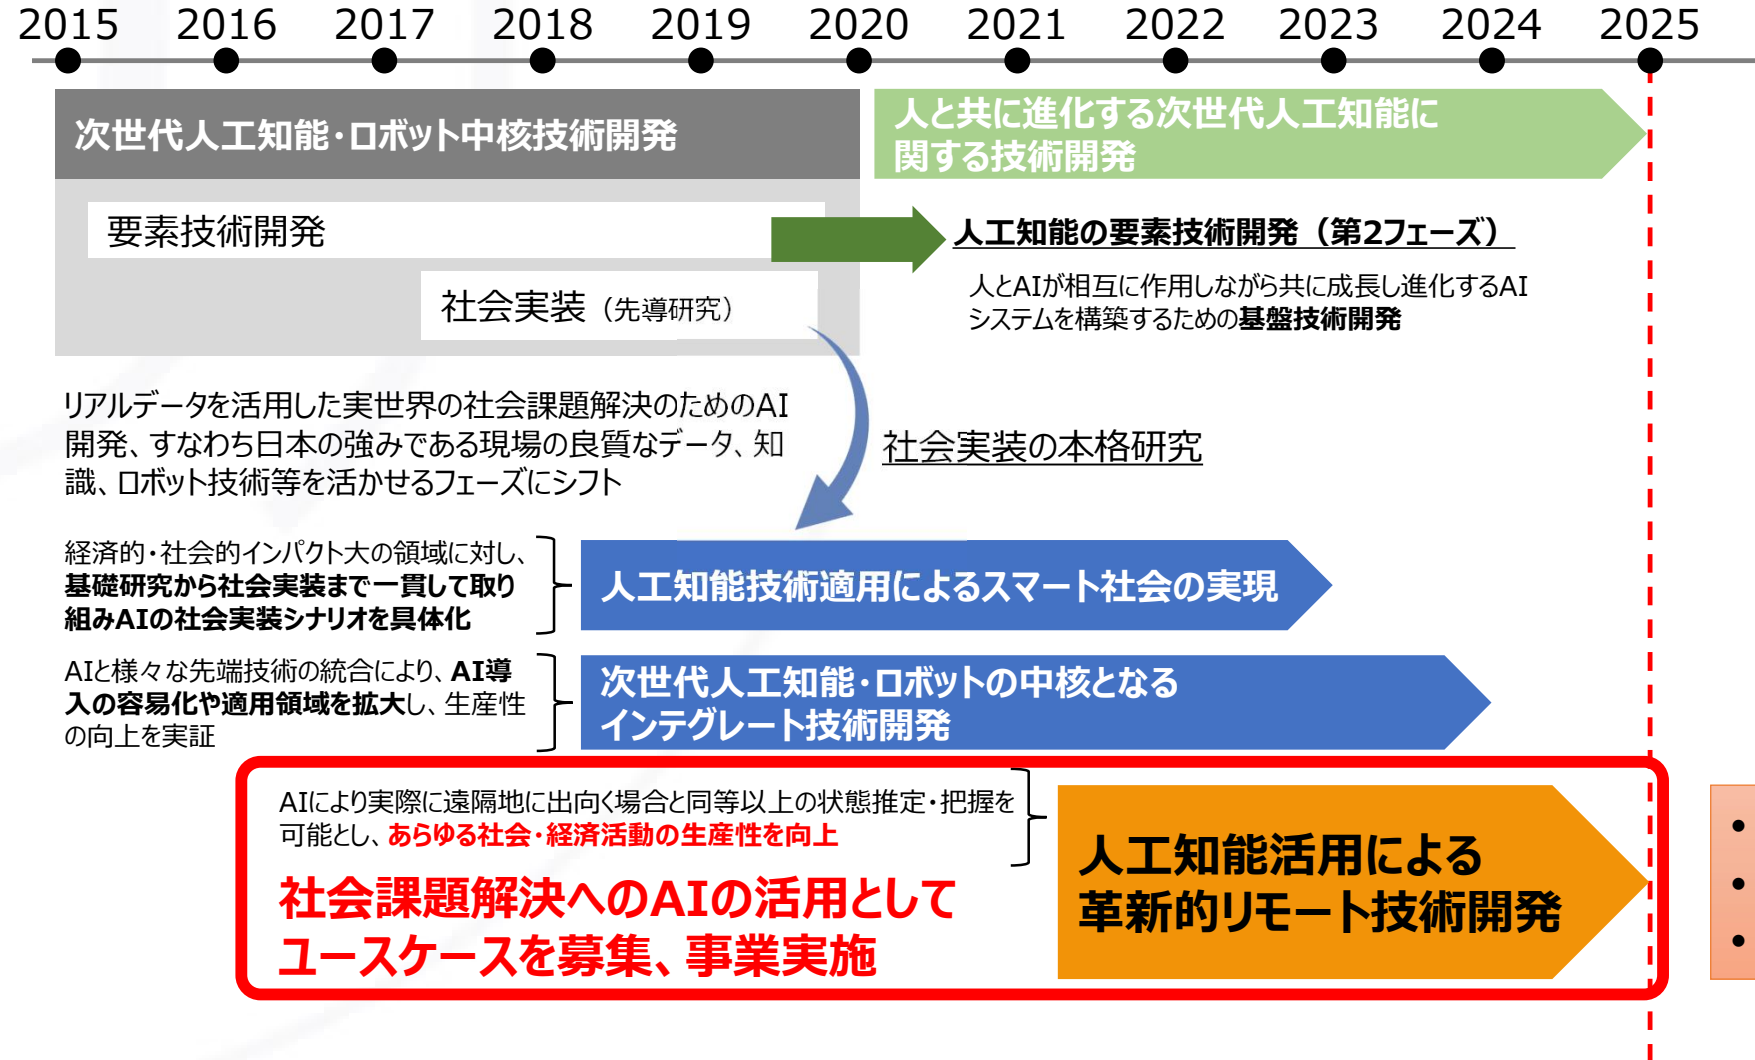 2015 2016 2017 2018 2019 2020 2021 2022 2023 2024 2025
次世代人工知能・ロボット中核技術開発
人と共に進化する次世代人工知能に
関する技術開発
要素技術開発
社会実装（先導研究）
人工知能の要素技術開発（第2フェーズ）
人とAIが相互に作用しながら共に成長し進化するAI
システムを構築するための基盤技術開発
リアルデータを活用した実世界の社会課題解決のためのAI
開発、すなわち日本の強みである現場の良質なデータ、知
識、ロボット技術等を活かせるフェーズにシフト
社会実装の本格研究
経済的・社会的インパクト大の領域に対し、
基礎研究から社会実装まで一貫して取り
組みAIの社会実装シナリオを具体化
人工知能技術適用によるスマート社会の実現
AIと様々な先端技術の統合により、AI導
入の容易化や適用領域を拡大し、生産性
の向上を実証
次世代人工知能・ロボットの中核となる
インテグレート技術開発
AIにより実際に遠隔地に出向く場合と同等以上の状態推定・把握を
可能とし、あらゆる社会・経済活動の生産性を向上
社会課題解決へのAIの活用として
ユースケースを募集、事業実施
人工知能活用による
革新的リモート技術開発